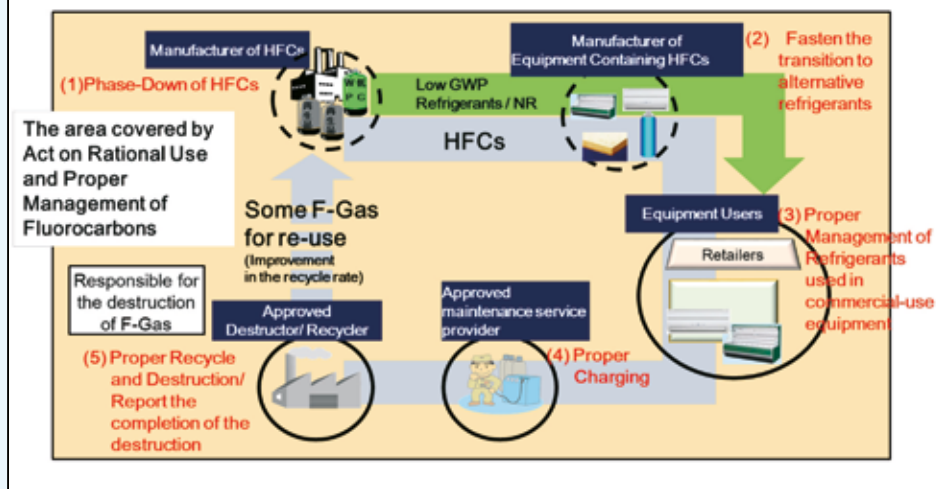 Manufacturer of HFCs
(1)Phase-Down of HFCs
Manufacturer of
Equipment Containing HFCs
(2) Fasten the
transition to
alternative
refrigerants
Low GWP
Refrigerants / NR
HFCs
The area covered by
Act on Rational Use
and Proper
Management of
Fluorocarbons
Some F-Gas
for re-use
(Improvement
in the recycle rate)
Equipment Users
Retailers
(3) Proper
Management of
Refrigerants
used in
commercial-use
equipment
Responsible for
the destruction
of F-Gas
Approved
Destructor/ Recycler
Approved
maintenance service
provider
(4) Proper
Charging
(5) Proper Recycle
and Destruction/
Report the
completion of the
destruction